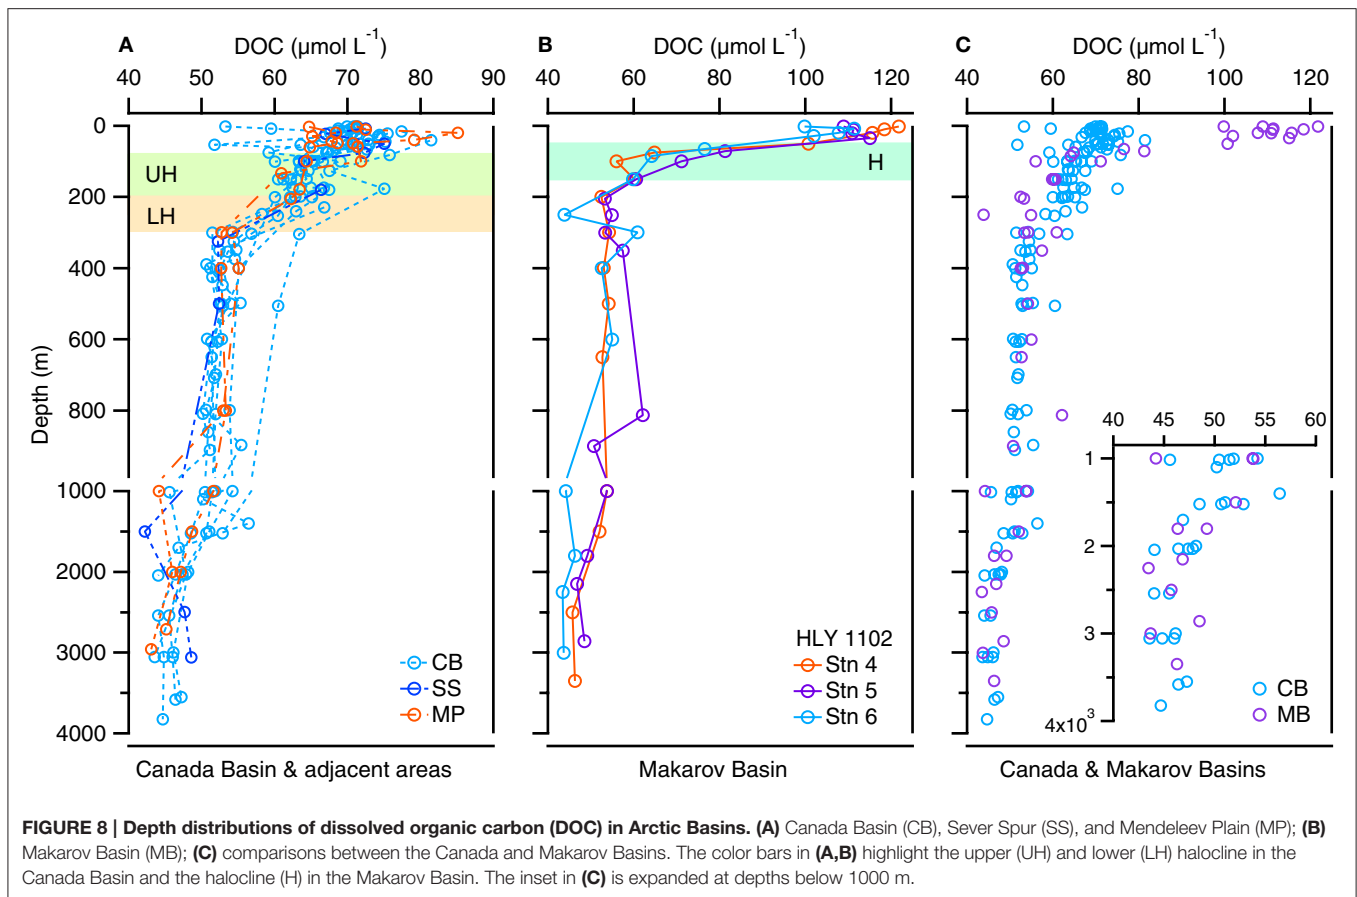 A DOC (µmol L-1)
40 50 60 70 80 90
B DOC (µmol L-1)
40 60 80 100 120
C DOC (µmol L-1)
40 60 80 100 120
Depth (m)
0
200
400
600
800
1000
2000
3000
4000
UH
LH
CB
SS
MP
Canada Basin & adjacent areas
H
HLY 1102
Stn 4
Stn 5
Stn 6
Makarov Basin
40 45 50 55 60
1
2
3
4x10³
CB
MB
Canada & Makarov Basins
FIGURE 8 | Depth distributions of dissolved organic carbon (DOC) in Arctic Basins. (A) Canada Basin (CB), Sever Spur (SS), and Mendeleev Plain (MP); (B)
Makarov Basin (MB); (C) comparisons between the Canada and Makarov Basins. The color bars in (A,B) highlight the upper (UH) and lower (LH) halocline in the
Canada Basin and the halocline (H) in the Makarov Basin. The inset in (C) is expanded at depths below 1000 m.